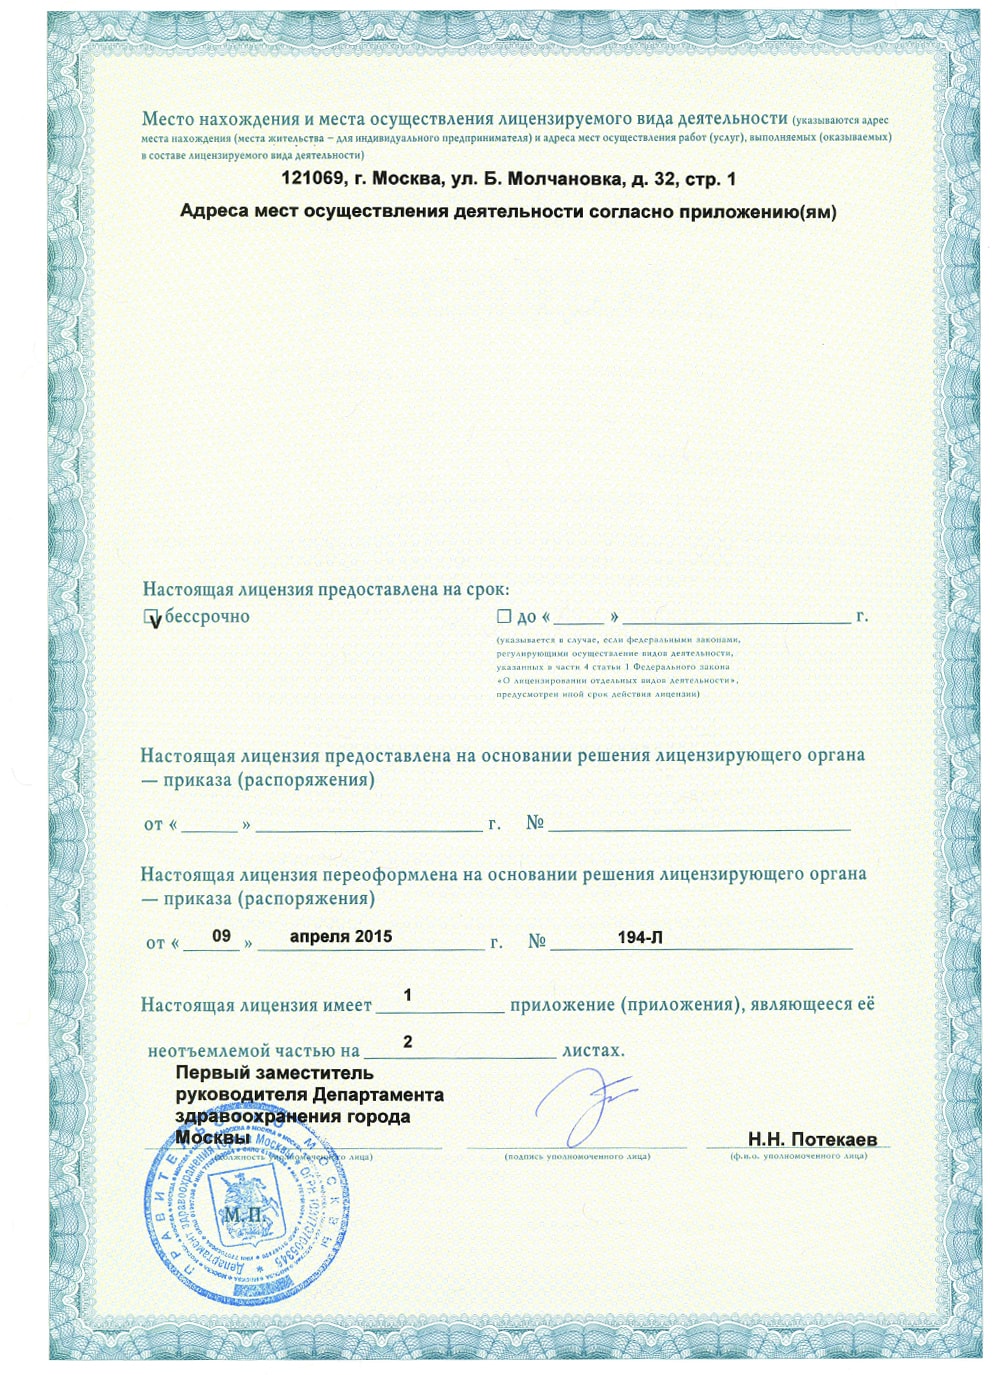 Место нахождения и места осуществления лицензируемого вида деятельности (указываются адрес
места нахождения (места жительства – для индивидуального предпринимателя) и адреса мест осуществления работ (услуг), выполняемых (оказываемых)
в составе лицензируемого вида деятельности)
121069, г. Москва, ул. Б. Молчановка, д. 32, стр. 1
Адреса мест осуществления деятельности согласно приложению(ям)
Настоящая лицензия предоставлена на срок:
V бессрочно
до « » г.
(указывается в случае, если федеральными законами,
регулирующими осуществление видов деятельности,
указанных в части 4 статьи 1 Федерального закона
«О лицензировании отдельных видов деятельности»,
предусмотрен иной срок действия лицензии)
Настоящая лицензия предоставлена на основании решения лицензирующего органа
— приказа (распоряжения)
от « » г. №
Настоящая лицензия переоформлена на основании решения лицензирующего органа
— приказа (распоряжения)
от « 09 » апреля 2015 г. № 194-Л
Настоящая лицензия имеет 1 приложение (приложения), являющееся её
неотъемлемой частью на 2 листах.
Первый заместитель
руководителя Департамента
здравоохранения города
Москвы
Н.Н. Потекаев
(должность уполномоченного лица)
(подпись уполномоченного лица)
(ф.и.о. уполномоченного лица)
М.П.
ПРАВИТЕЛЬСТВО МОСКВЫ
Департамент здравоохранения города Москвы